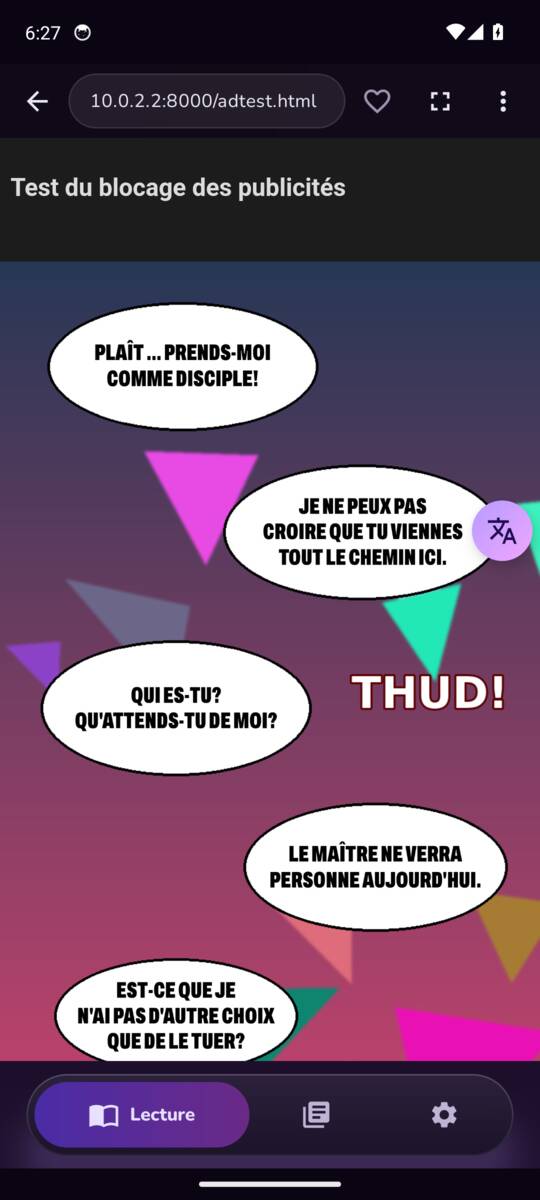 6:27
10.0.2.2:8000/adtest.html
Test du blocage des publicités
PLAÎT ... PRENDS-MOI
COMME DISCIPLE!
JE NE PEUX PAS
CROIRE QUE TU VIENNES
TOUT LE CHEMIN ICI.
QUI ES-TU?
QU'ATTENDS-TU DE MOI?
THUD!
LE MAÎTRE NE VERRA
PERSONNE AUJOURD'HUI.
EST-CE QUE JE
N'AI PAS D'AUTRE CHOIX
QUE DE LE TUER?
Lecture